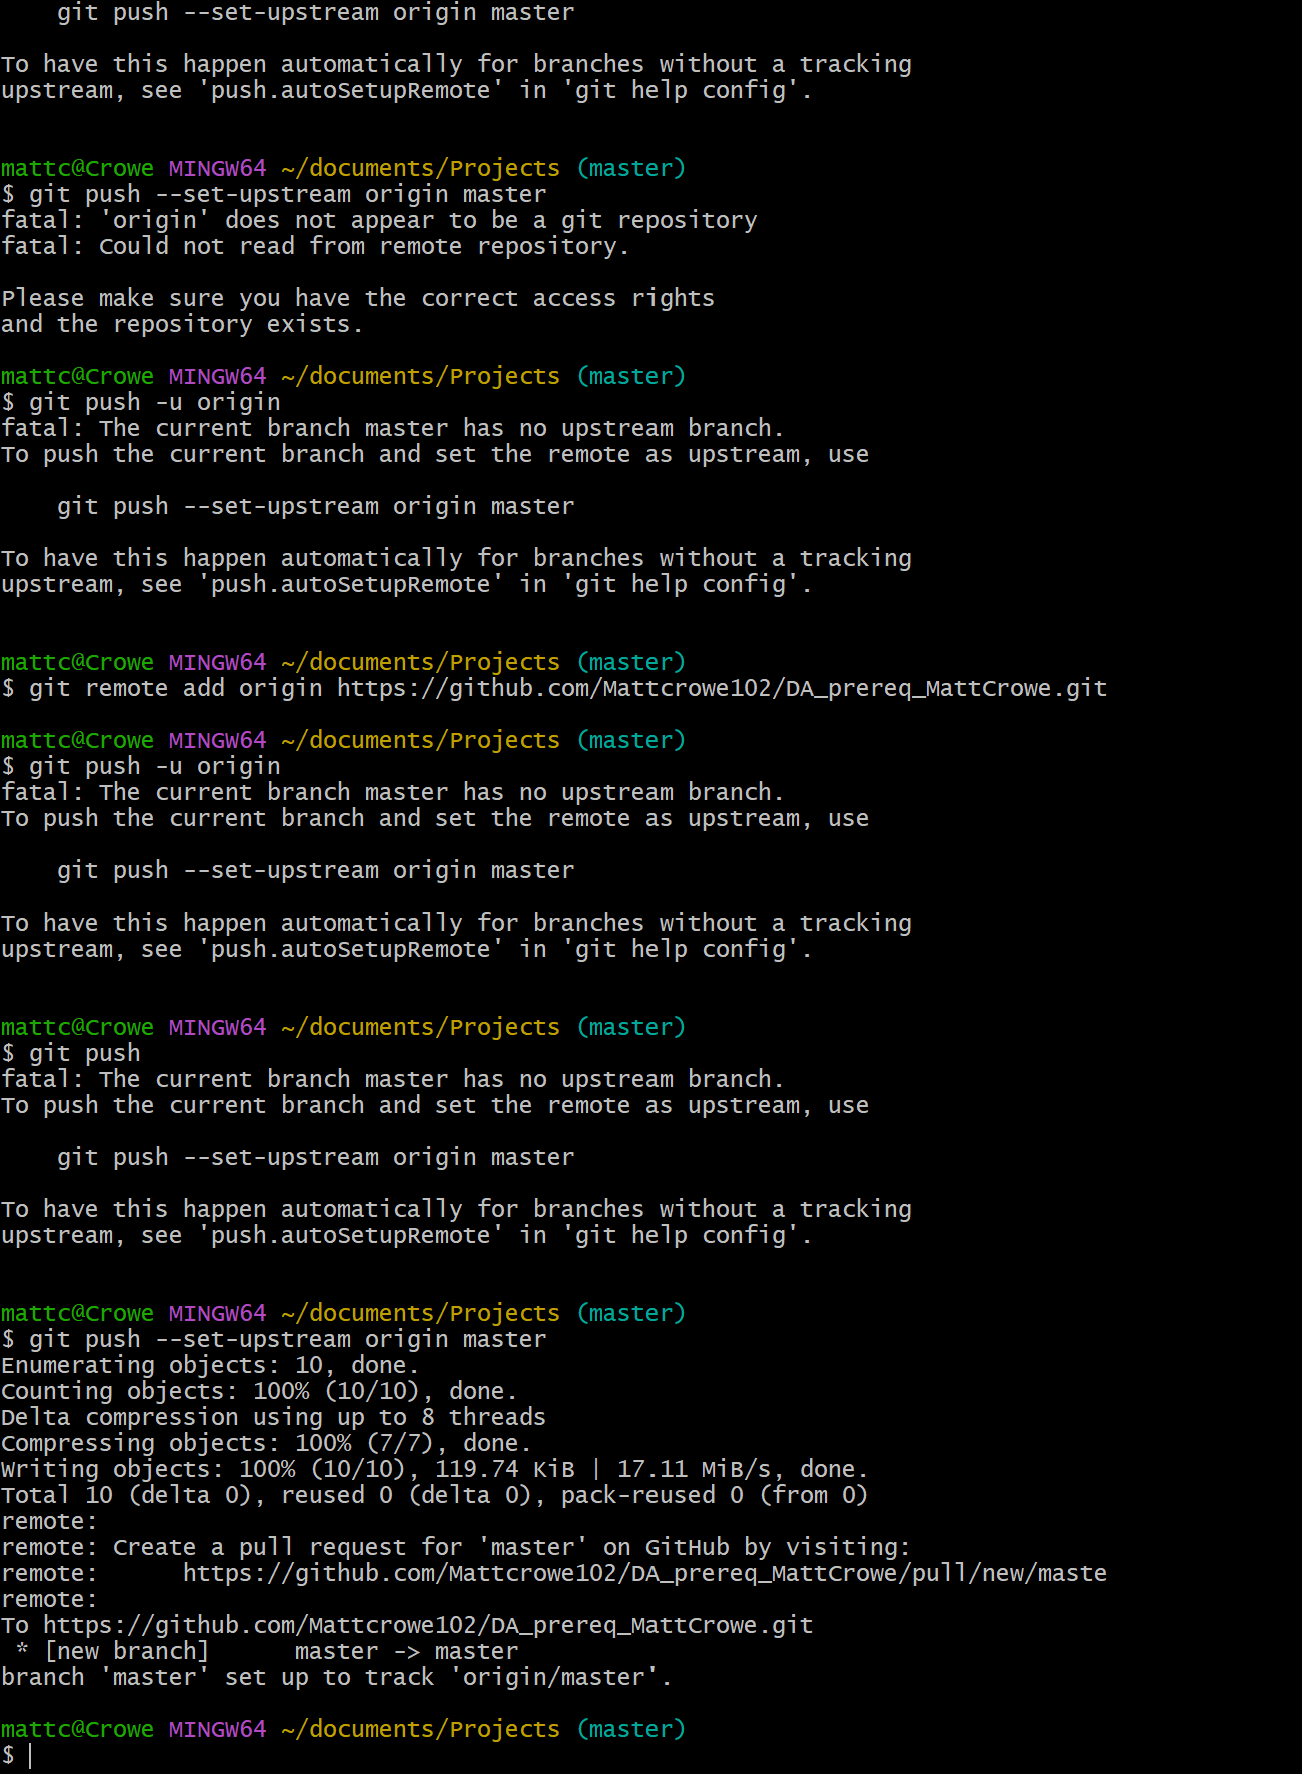 git push --set-upstream origin master
To have this happen automatically for branches without a tracking
upstream, see 'push.autoSetupRemote' in 'git help config'.
mattc@Crowe MINGW64 ~/documents/Projects (master)
$ git push --set-upstream origin master
fatal: 'origin' does not appear to be a git repository
fatal: Could not read from remote repository.
Please make sure you have the correct access rights
and the repository exists.
mattc@Crowe MINGW64 ~/documents/Projects (master)
$ git push -u origin
fatal: The current branch master has no upstream branch.
To push the current branch and set the remote as upstream, use
git push --set-upstream origin master
To have this happen automatically for branches without a tracking
upstream, see 'push.autoSetupRemote' in 'git help config'.
mattc@Crowe MINGW64 ~/documents/Projects (master)
$ git remote add origin https://github.com/Mattcrowe102/DA_prereq_MattCrowe.git
mattc@Crowe MINGW64 ~/documents/Projects (master)
$ git push -u origin
fatal: The current branch master has no upstream branch.
To push the current branch and set the remote as upstream, use
git push --set-upstream origin master
To have this happen automatically for branches without a tracking
upstream, see 'push.autoSetupRemote' in 'git help config'.
mattc@Crowe MINGW64 ~/documents/Projects (master)
$ git push
fatal: The current branch master has no upstream branch.
To push the current branch and set the remote as upstream, use
git push --set-upstream origin master
To have this happen automatically for branches without a tracking
upstream, see 'push.autoSetupRemote' in 'git help config'.
mattc@Crowe MINGW64 ~/documents/Projects (master)
$ git push --set-upstream origin master
Enumerating objects: 10, done.
Counting objects: 100% (10/10), done.
Delta compression using up to 8 threads
Compressing objects: 100% (7/7), done.
Writing objects: 100% (10/10), 119.74 KiB | 17.11 MiB/s, done.
Total 10 (delta 0), reused 0 (delta 0), pack-reused 0 (from 0)
remote:
remote: Create a pull request for 'master' on GitHub by visiting:
remote:      https://github.com/Mattcrowe102/DA_prereq_MattCrowe/pull/new/maste
remote:
To https://github.com/Mattcrowe102/DA_prereq_MattCrowe.git
* [new branch]      master -> master
branch 'master' set up to track 'origin/master'.
mattc@Crowe MINGW64 ~/documents/Projects (master)
$